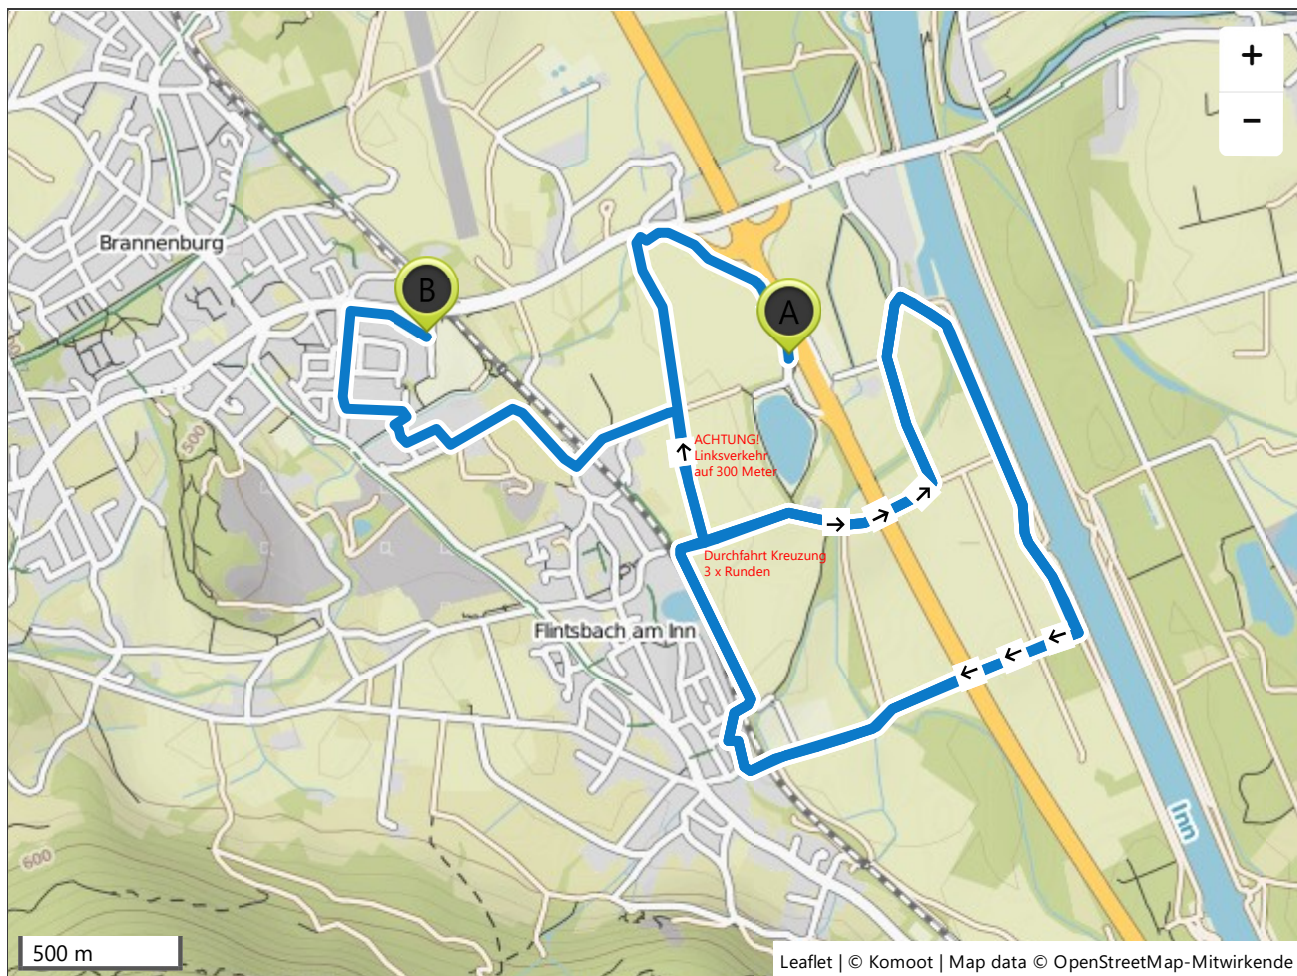 +
−
Brannenburg
B
A
500
ACHTUNG!
Linksverkehr
auf 300 Meter
Durchfahrt Kreuzung
3 x Runden
Flintsbach am Inn
Inn
600
500 m
Leaflet | © Komoot | Map data © OpenStreetMap-Mitwirkende